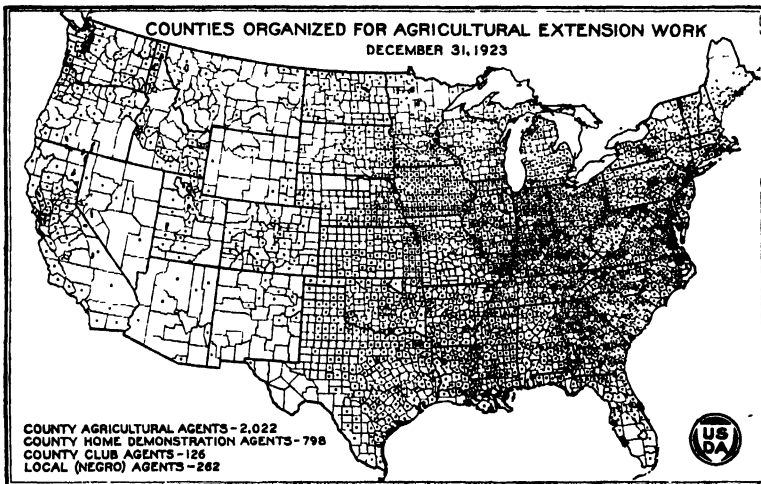 COUNTIES ORGANIZED FOR AGRICULTURAL EXTENSION WORK
DECEMBER 31, 1923
COUNTY AGRICULTURAL AGENTS-2,022
COUNTY HOME DEMONSTRATION AGENTS-798
COUNTY CLUB AGENTS-126
LOCAL (NEGRO) AGENTS-262
US
DA